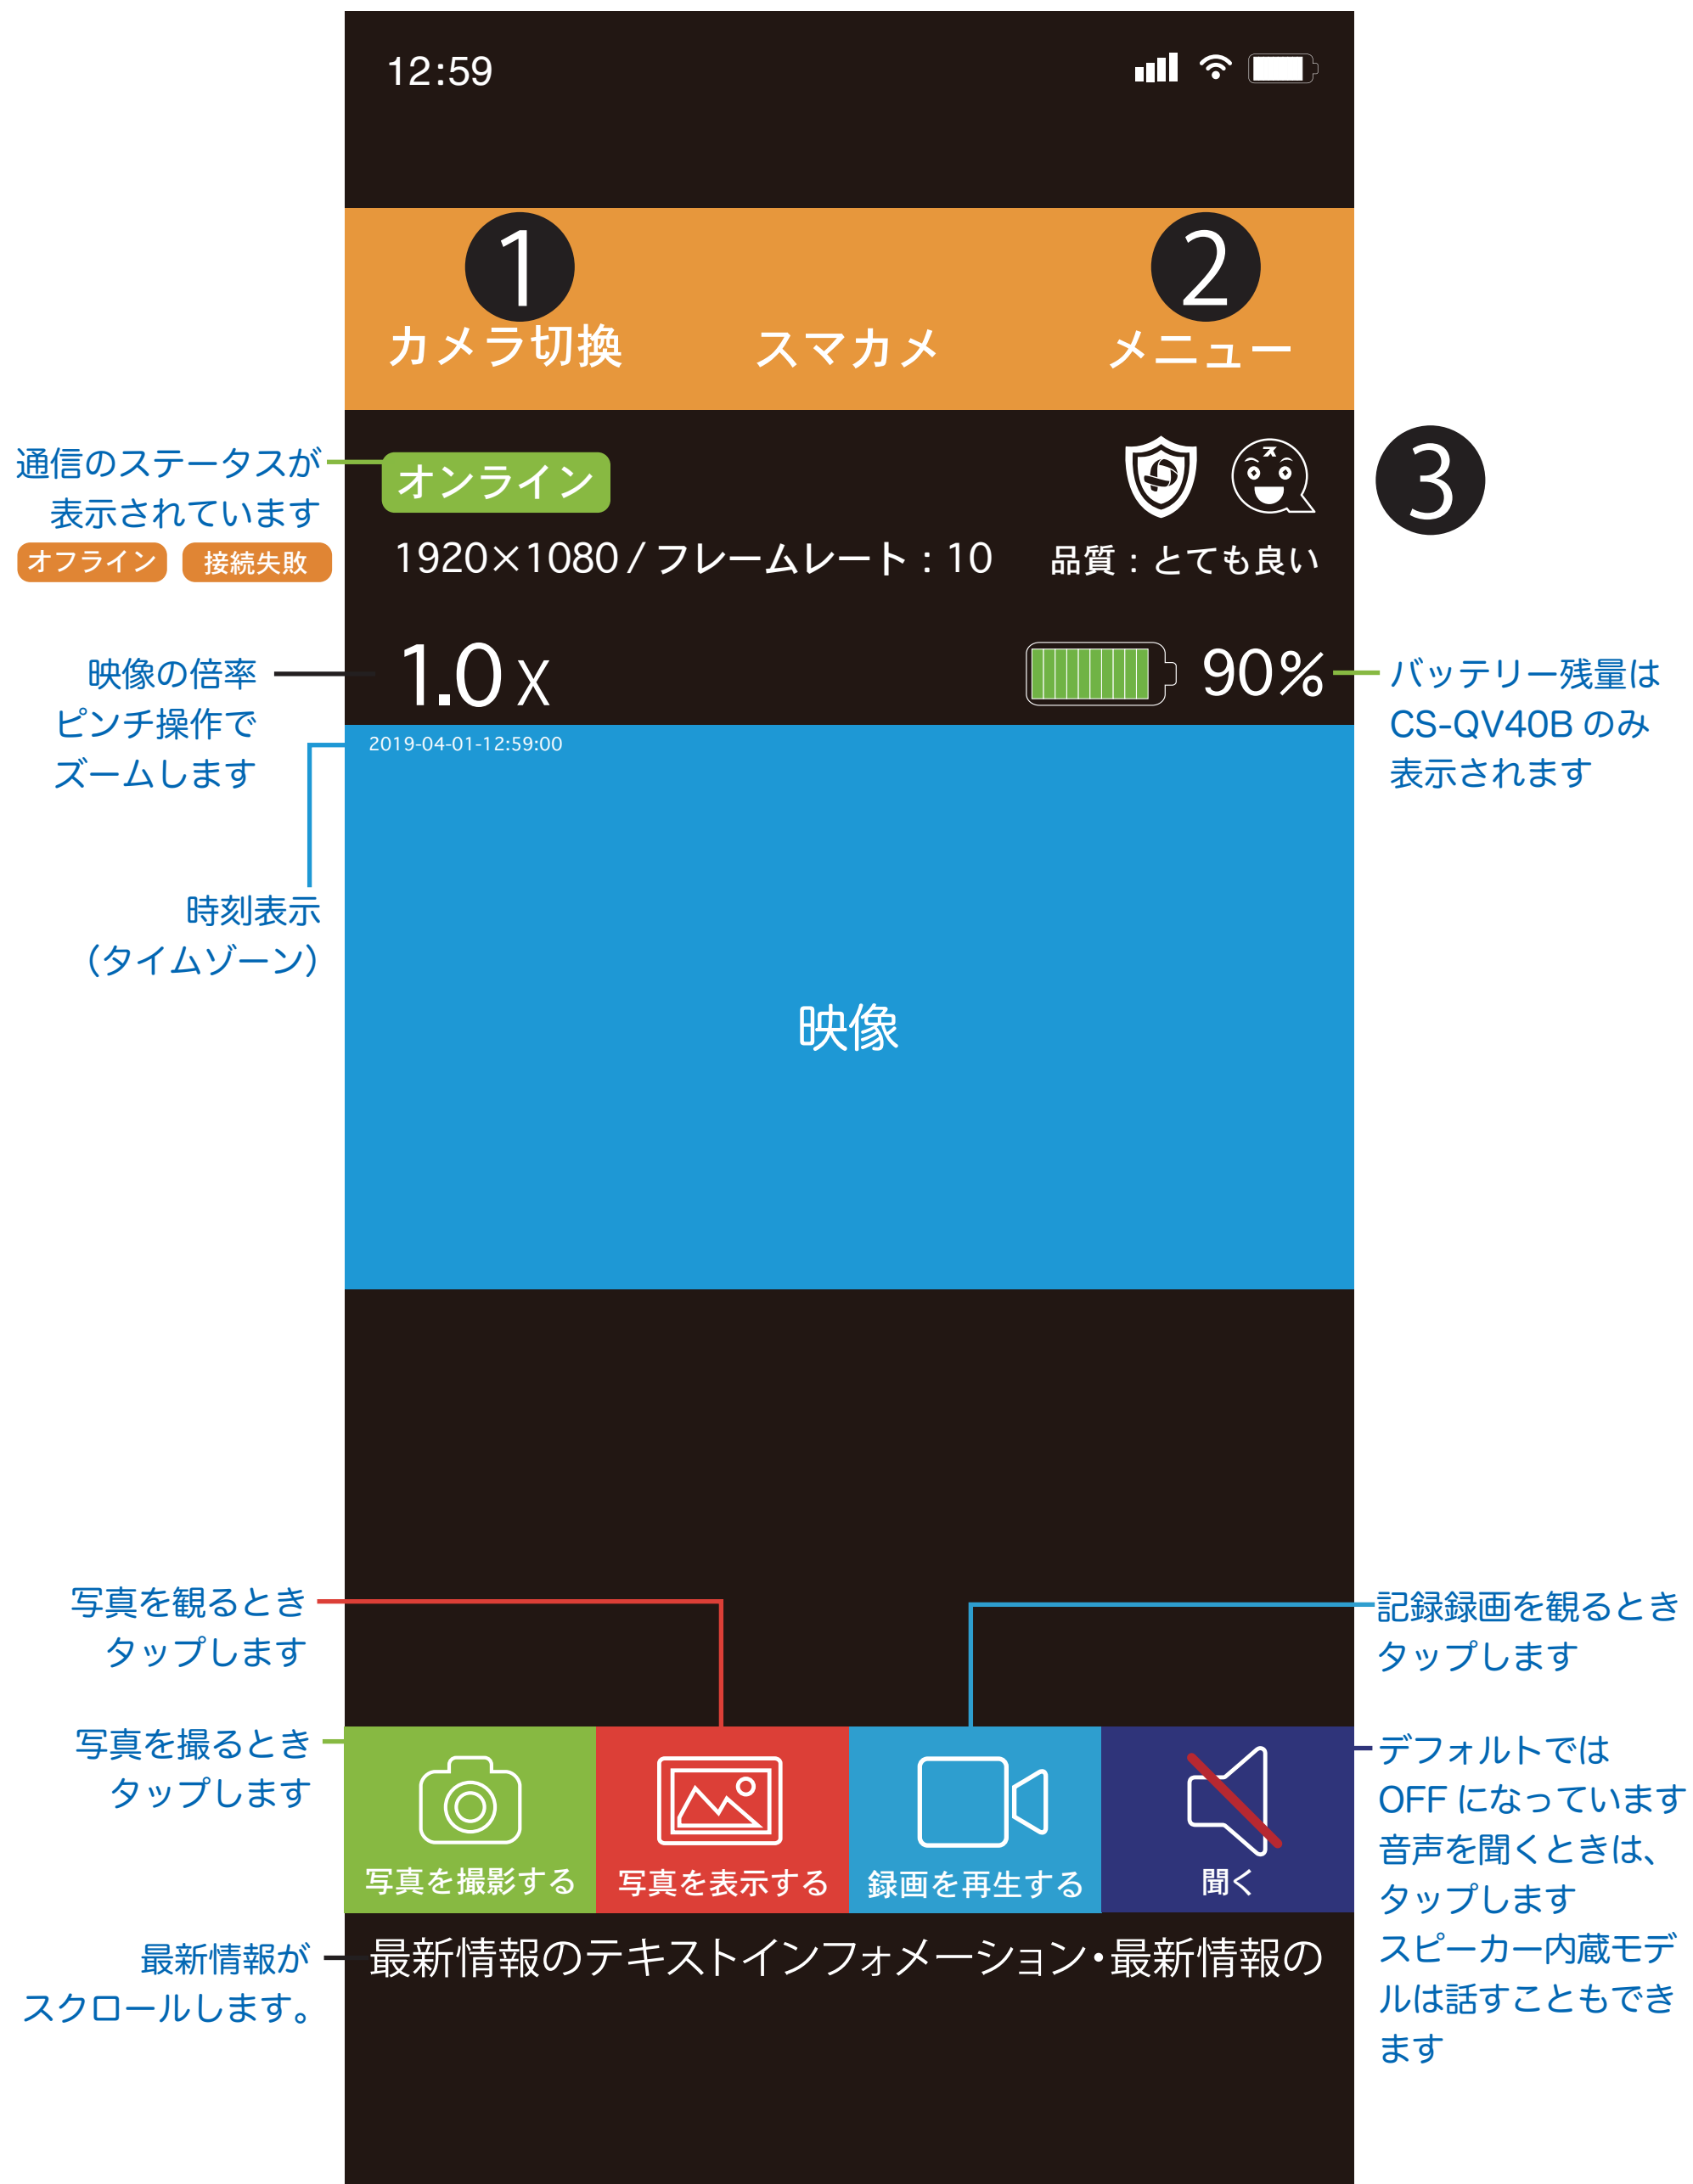 12:59
1
2
カメラ切換
スマカメ
メニュー
3
通信のステータスが
表示されています
オフライン
接続失敗
オンライン
ス
1920×1080 / フレームレート:10
品質:とても良い
映像の倍率
ピンチ操作で
ズームします
1.0 X
90%
バッテリー残量は
CS-QV40B のみ
表示されます
2019-04-01-12:59:00
時刻表示
(タイムゾーン)
映像
写真を観るとき
タップします
記録録画を観るとき
タップします
写真を撮るとき
タップします
写真を撮影する
写真を表示する
録画を再生する
聞く
デフォルトでは
OFF になっています
音声を聞くときは、
タップします
スピーカー内蔵モデ
ルは話すこともでき
ます
最新情報が
スクロールします。
最新情報のテキストインフォメーション・最新情報の